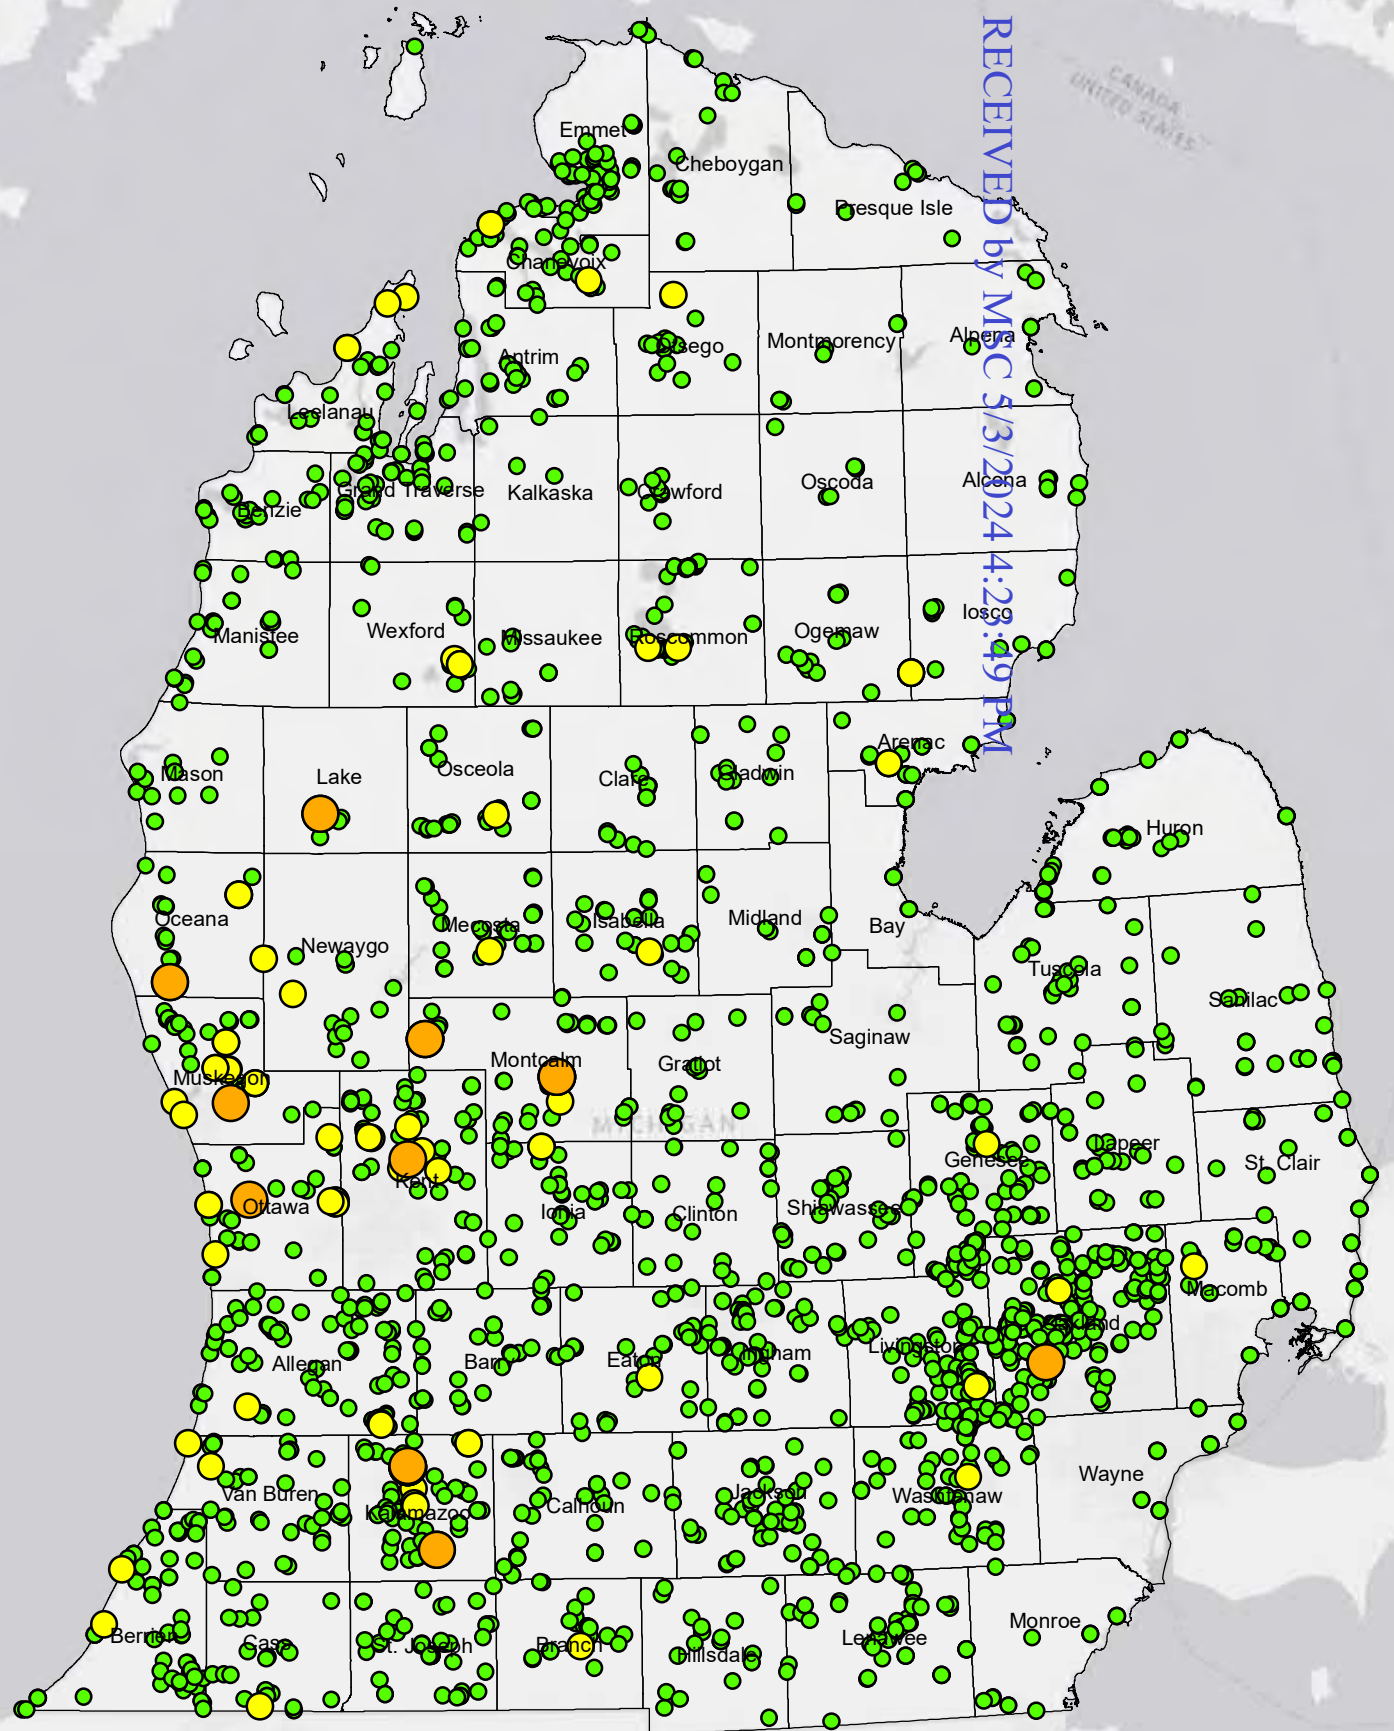 CANADA
UNITED STATES
RECEIVED by MSC 5/3/2024 4:23:49 PM
Emmet
Cheboygan
Presque Isle
Charlevoix
Otsego
Montmorency
Alpena
Antrim
Leelanau
Grand Traverse
Kalkaska
Crawford
Oscoda
Alcona
Benzie
Manistee
Wexford
Missaukee
Roscommon
Ogemaw
Iosco
Mason
Lake
Osceola
Clare
Gladwin
Arenac
Huron
Oceana
Newaygo
Mecosta
Isabella
Midland
Bay
Tuscola
Sanilac
Saginaw
Muskegon
Montcalm
Gratiot
MICHIGAN
Genesee
Lapeer
St. Clair
Kent
Ottawa
Ionia
Clinton
Shiawassee
Macomb
Oakland
Livingston
Ingham
Eaton
Barry
Allegan
Wayne
Washtenaw
Jackson
Calhoun
Kalamazoo
Van Buren
Monroe
Lenawee
Hillsdale
Branch
St. Joseph
Cass
Berrien